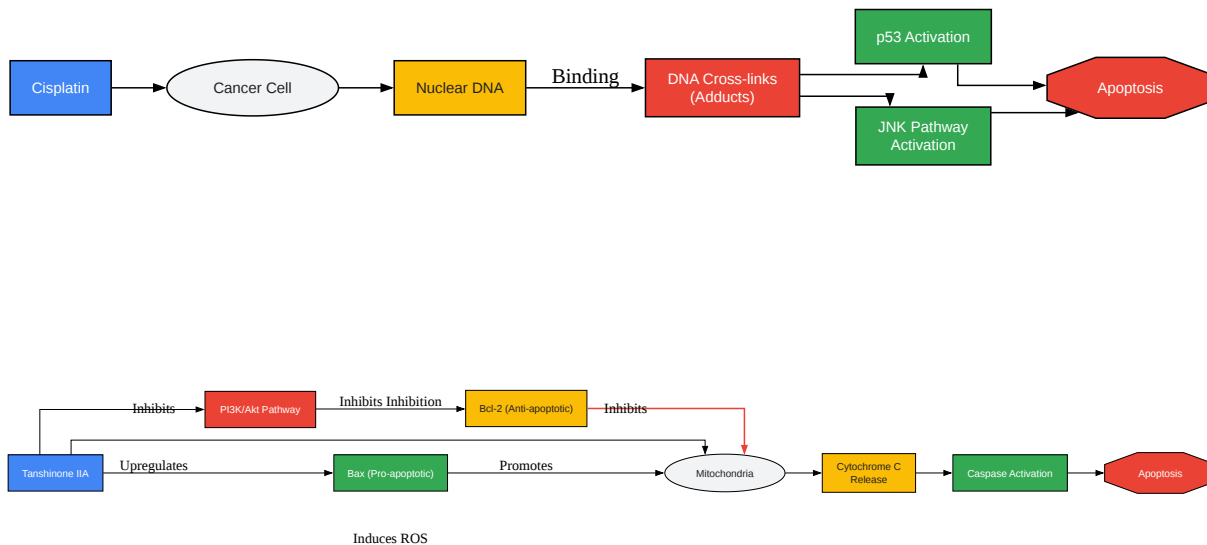 p53 Activation
Cisplatin
Cancer Cell
Nuclear DNA
Binding
DNA Cross-links
(Adducts)
Apoptosis
JNK Pathway
Activation
Inhibits
PI3K/Akt Pathway
Inhibits Inhibition
Bcl-2 (Anti-apoptotic)
Inhibits
Tanshinone IIA
Upregulates
Bax (Pro-apoptotic)
Promotes
Mitochondria
Cytochrome C
Release
Caspase Activation
Apoptosis
Induces ROS